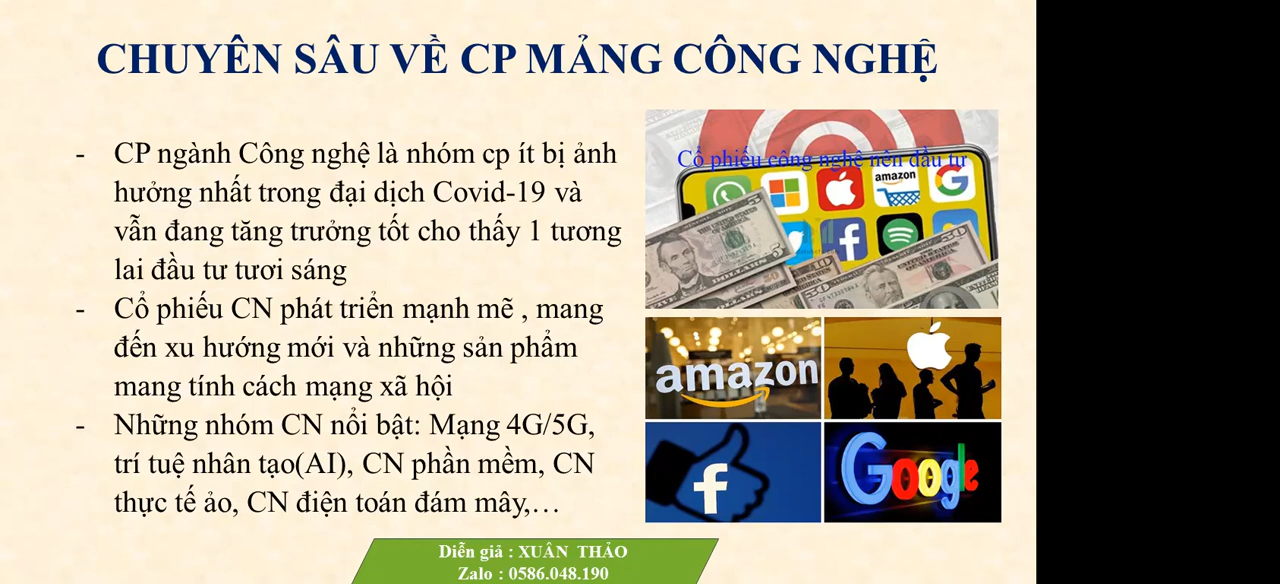 CHUYÊN SÂU VỀ CP MẢNG CÔNG NGHỆ
- CP ngành Công nghệ là nhóm cp ít bị ảnh
hưởng nhất trong đại dịch Covid-19 và
vẫn đang tăng trưởng tốt cho thấy 1 tương
lai đầu tư tươi sáng
- Cổ phiếu CN phát triển mạnh mẽ , mang
đến xu hướng mới và những sản phẩm
mang tính cách mạng xã hội
- Những nhóm CN nổi bật: Mạng 4G/5G,
trí tuệ nhân tạo(AI), CN phần mềm, CN
thực tế ảo, CN điện toán đám mây,…
Cổ phiếu công nghệ nên đầu tư
amazon
amazon
Google
Diễn giả : XUÂN THẢO
Zalo : 0586.048.190